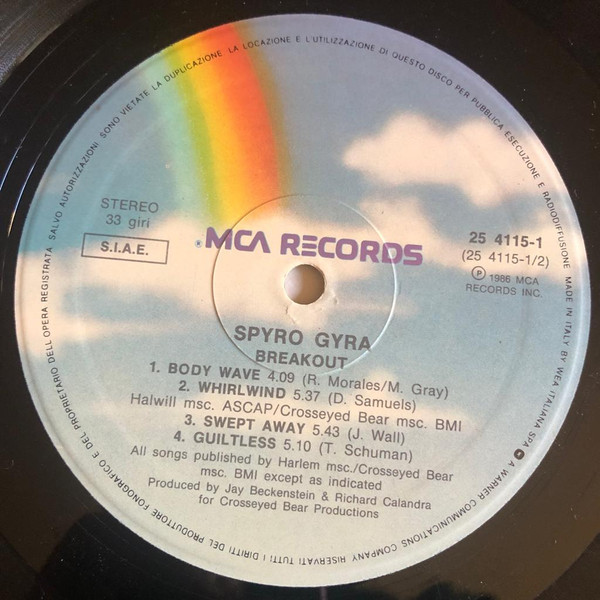 SONO VIETATE LA DUPLICAZIONE LA LOCAZIONE E L'UTILIZZAZIONE DI QUESTO DISCO PER PUBBLICA ESECUZIONE E RADIODIFFUSIONE MADE IN ITALY BY WEA ITALIANA SPA
A WARNER COMMUNICATIONS COMPANY RISERVATI TUTTI I DIRITTI DEL PRODUTTORE FONOGRAFICO E DEL PROPRIETARIO DELL'OPERA REGISTRATA SALVO AUTORIZZAZIONI
STEREO
33 giri
S.I.A.E.
® MCA RECORDS
25 4115-1
(25 4115-1/2)
Ⓟ 1986 MCA
RECORDS INC.
SPYRO GYRA
BREAKOUT
1. BODY WAVE 4.09 (R. Morales/M. Gray)
2. WHIRLWIND 5.37 (D. Samuels)
Halwill msc. ASCAP/Crosseyed Bear msc. BMI
3. SWEPT AWAY 5.43 (J. Wall)
4. GUILTLESS 5.10 (T. Schuman)
All songs published by Harlem msc./Crosseyed Bear
msc. BMI except as indicated
Produced by Jay Beckenstein & Richard Calandra
for Crosseyed Bear Productions